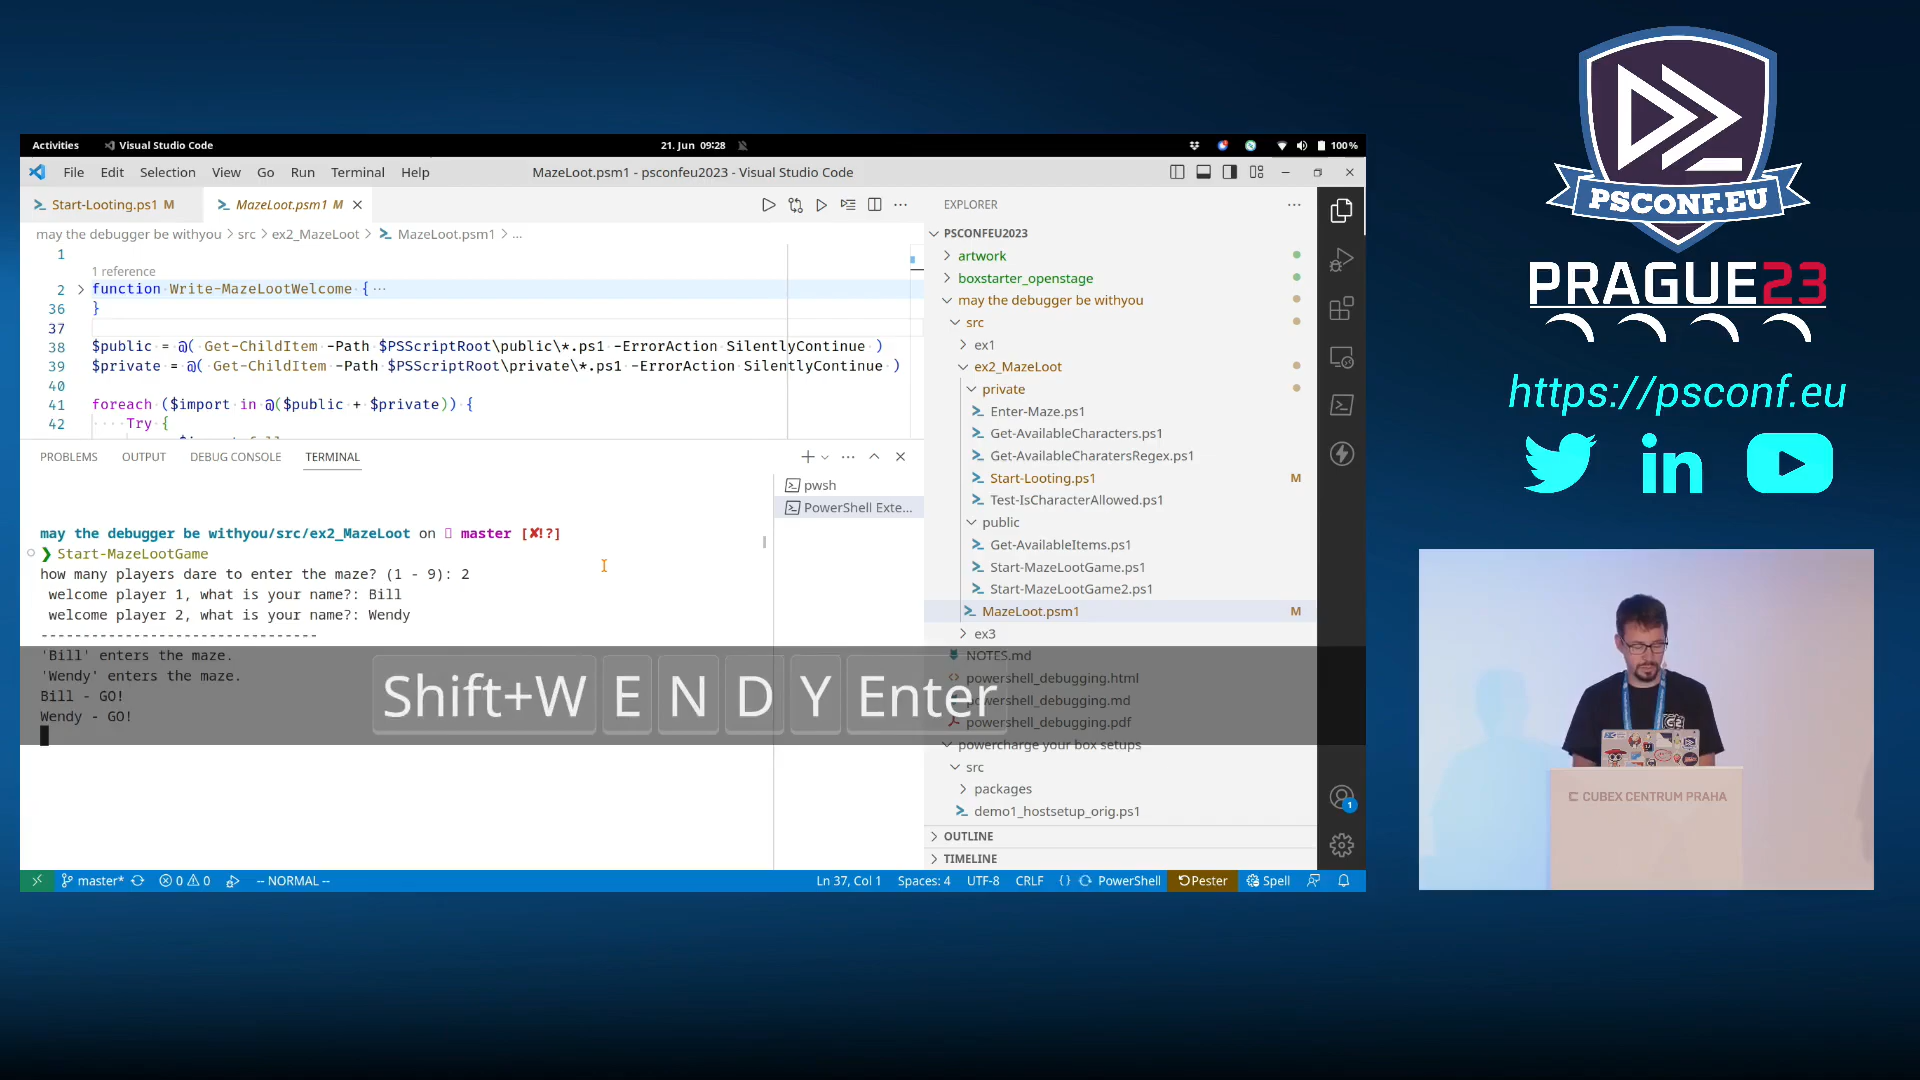 Activities
Visual Studio Code
21. Jun 09:28
100%
File Edit Selection View Go Run Terminal Help
MazeLoot.psm1 - psconfeu2023 - Visual Studio Code
Start-Looting.ps1 M
MazeLoot.psm1 M
may the debugger be withyou > src > ex2_MazeLoot > MazeLoot.psm1 > ...
1
1 reference
2 function Write-MazeLootWelcome { ···
36 }
37
38 $public = @( Get-ChildItem -Path $PSScriptRoot\public\*.ps1 -ErrorAction SilentlyContinue )
39 $private = @( Get-ChildItem -Path $PSScriptRoot\private\*.ps1 -ErrorAction SilentlyContinue )
40
41 foreach ($import in @($public + $private)) {
42 ····Try {
PROBLEMS OUTPUT DEBUG CONSOLE TERMINAL
pwsh
PowerShell Exte...
may the debugger be withyou/src/ex2_MazeLoot on master [✘!?]
❯ Start-MazeLootGame
how many players dare to enter the maze? (1 - 9): 2
welcome player 1, what is your name?: Bill
welcome player 2, what is your name?: Wendy
---------------------------------
'Bill' enters the maze.
'Wendy' enters the maze.
Bill - GO!
Wendy - GO!
Shift+W E N D Y Enter
EXPLORER
PSCONFEU2023
artwork
boxstarter_openstage
may the debugger be withyou
src
ex1
ex2_MazeLoot
private
Enter-Maze.ps1
Get-AvailableCharacters.ps1
Get-AvailableCharatersRegex.ps1
Start-Looting.ps1 M
Test-IsCharacterAllowed.ps1
public
Get-AvailableItems.ps1
Start-MazeLootGame.ps1
Start-MazeLootGame2.ps1
MazeLoot.psm1 M
ex3
NOTES.md
powershell_debugging.html
powershell_debugging.md
powershell_debugging.pdf
powercharge your box setups
src
packages
demo1_hostsetup_orig.ps1
OUTLINE
TIMELINE
1
master* 0 0 -- NORMAL --
Ln 37, Col 1 Spaces: 4 UTF-8 CRLF {} PowerShell Pester Spell
PSCONF.EU
PRAGUE23
https://psconf.eu
in
CUBEX CENTRUM PRAHA